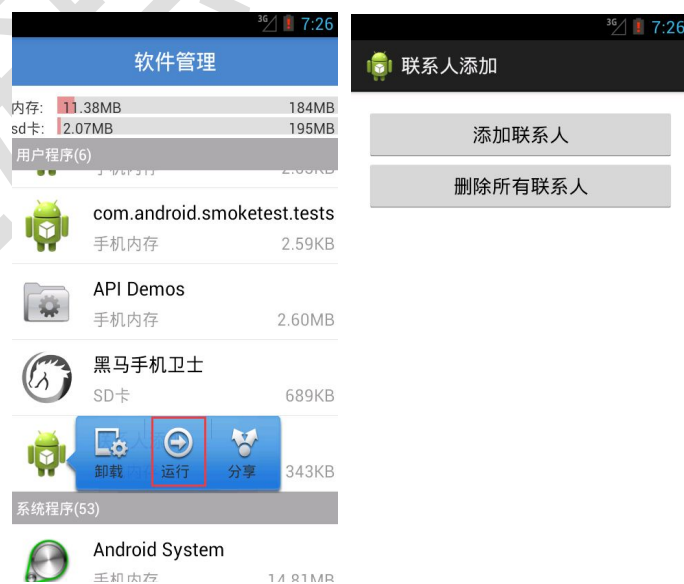 3G 7:26
软件管理
内存: 11.38MB 184MB
sd卡: 2.07MB 195MB
用户程序(6)
com.android.smoketest.tests
手机内存 2.59KB
API Demos
手机内存 2.60MB
黑马手机卫士
SD卡 689KB
卸载 运行 分享 343KB
系统程序(53)
Android System
手机内存 14.81MB
3G 7:26
联系人添加
添加联系人
删除所有联系人